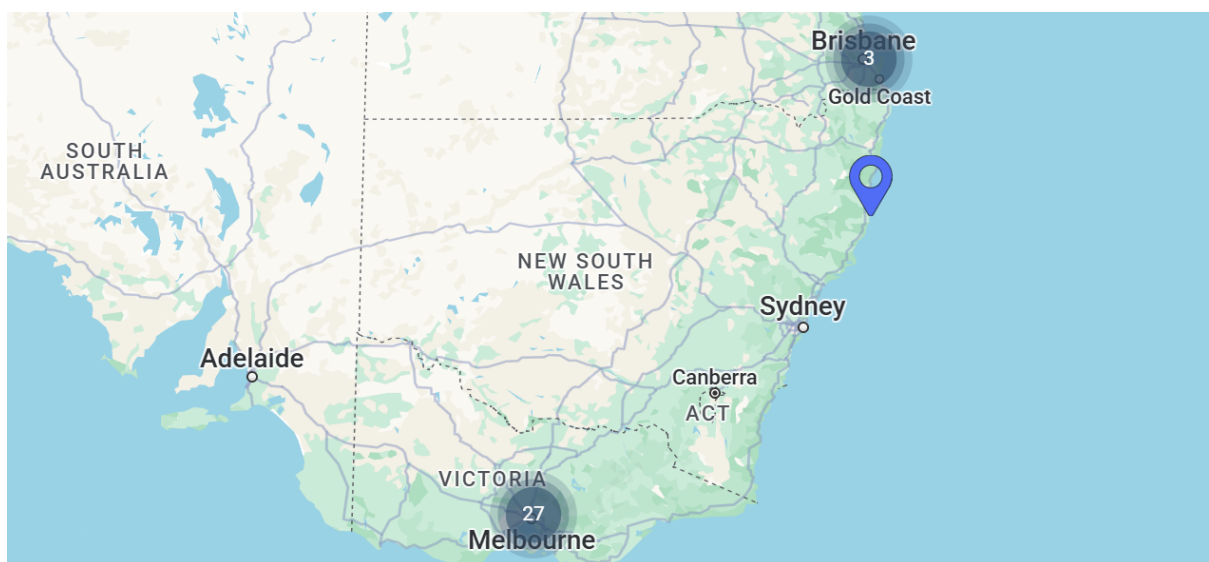 Brisbane
3
Gold Coast
SOUTH
AUSTRALIA
NEW SOUTH
WALES
Sydney
Adelaide
Canberra
ACT
VICTORIA
27
Melbourne